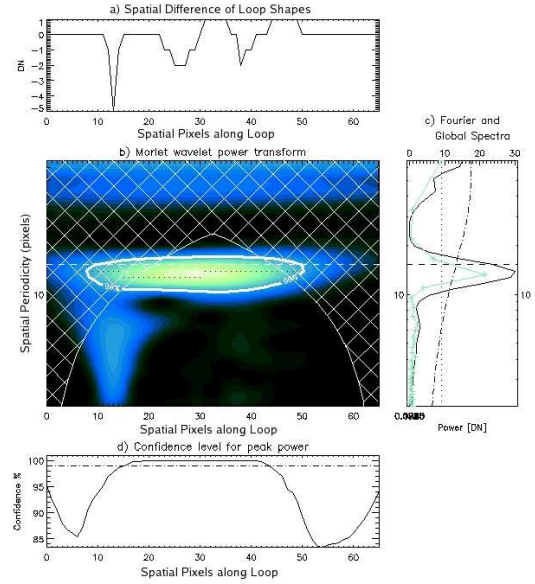 a) Spatial Difference of Loop Shapes
DN
1
0
-1
-2
-3
-4
-5
0 10 20 30 40 50 60
Spatial Pixels along Loop
b) Morlet wavelet power transform
Spatial Periodicity (pixels)
10
99%
99%
0 10 20 30 40 50 60
Spatial Pixels along Loop
c) Fourier and
Global Spectra
0 10 20 30
10
10
Power [DN]
d) Confidence level for peak power
Confidence %
100
95
90
85
0 10 20 30 40 50 60
Spatial Pixels along Loop